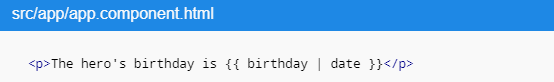 src/app/app.component.html
<p>The hero's birthday is {{ birthday | date }}</p>